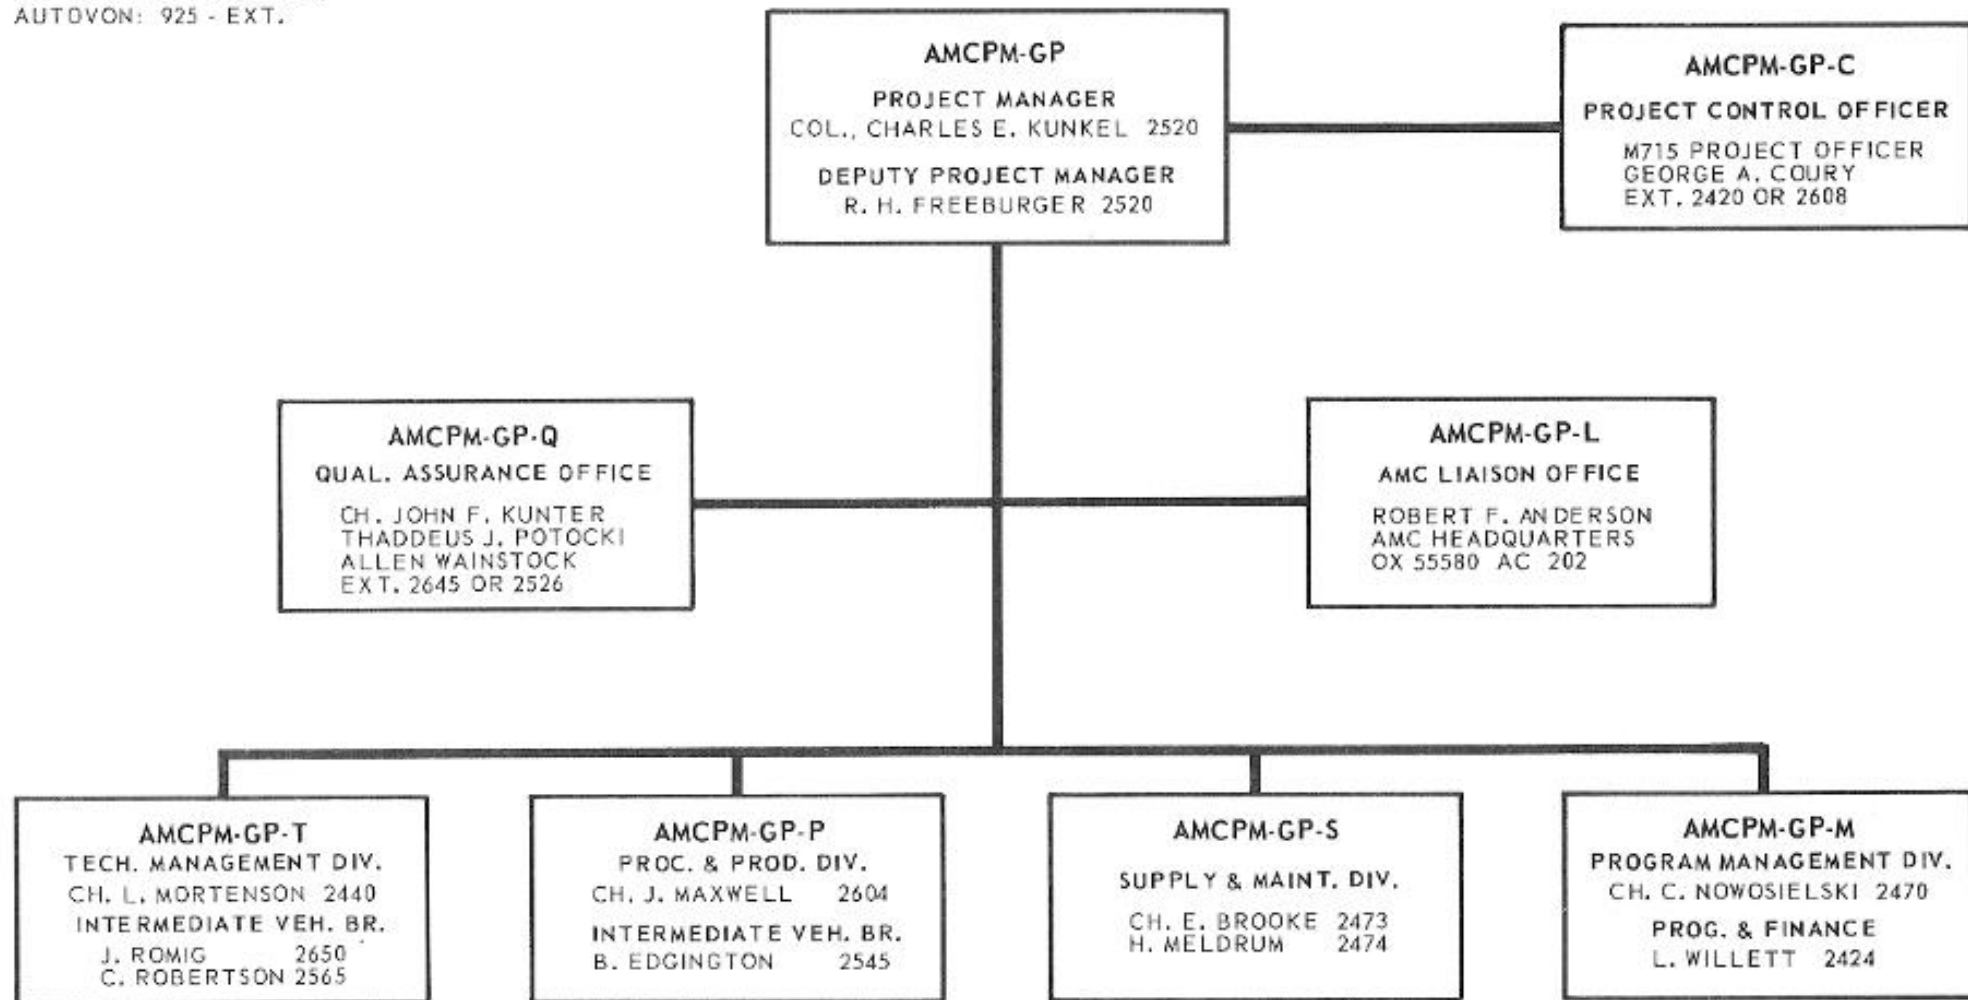 AUTOVON: 925 - EXT.
AMCPM-GP
PROJECT MANAGER
COL., CHARLES E. KUNKEL 2520
DEPUTY PROJECT MANAGER
R. H. FREEBURGER 2520
AMCPM-GP-C
PROJECT CONTROL OFFICER
M715 PROJECT OFFICER
GEORGE A. COURY
EXT. 2420 OR 2608
AMCPM-GP-Q
QUAL. ASSURANCE OFFICE
CH. JOHN F. KUNTER
THADDEUS J. POTOCKI
ALLEN WAINSTOCK
EXT. 2645 OR 2526
AMCPM-GP-L
AMC LIAISON OFFICE
ROBERT F. ANDERSON
AMC HEADQUARTERS
OX 55580 AC 202
AMCPM-GP-T
TECH. MANAGEMENT DIV.
CH. L. MORTENSON 2440
INTERMEDIATE VEH. BR.
J. ROMIG 2650
C. ROBERTSON 2565
AMCPM-GP-P
PROC. & PROD. DIV.
CH. J. MAXWELL 2604
INTERMEDIATE VEH. BR.
B. EDGINGTON 2545
AMCPM-GP-S
SUPPLY & MAINT. DIV.
CH. E. BROOKE 2473
H. MELDRUM 2474
AMCPM-GP-M
PROGRAM MANAGEMENT DIV.
CH. C. NOWOSIELSKI 2470
PROG. & FINANCE
L. WILLETT 2424